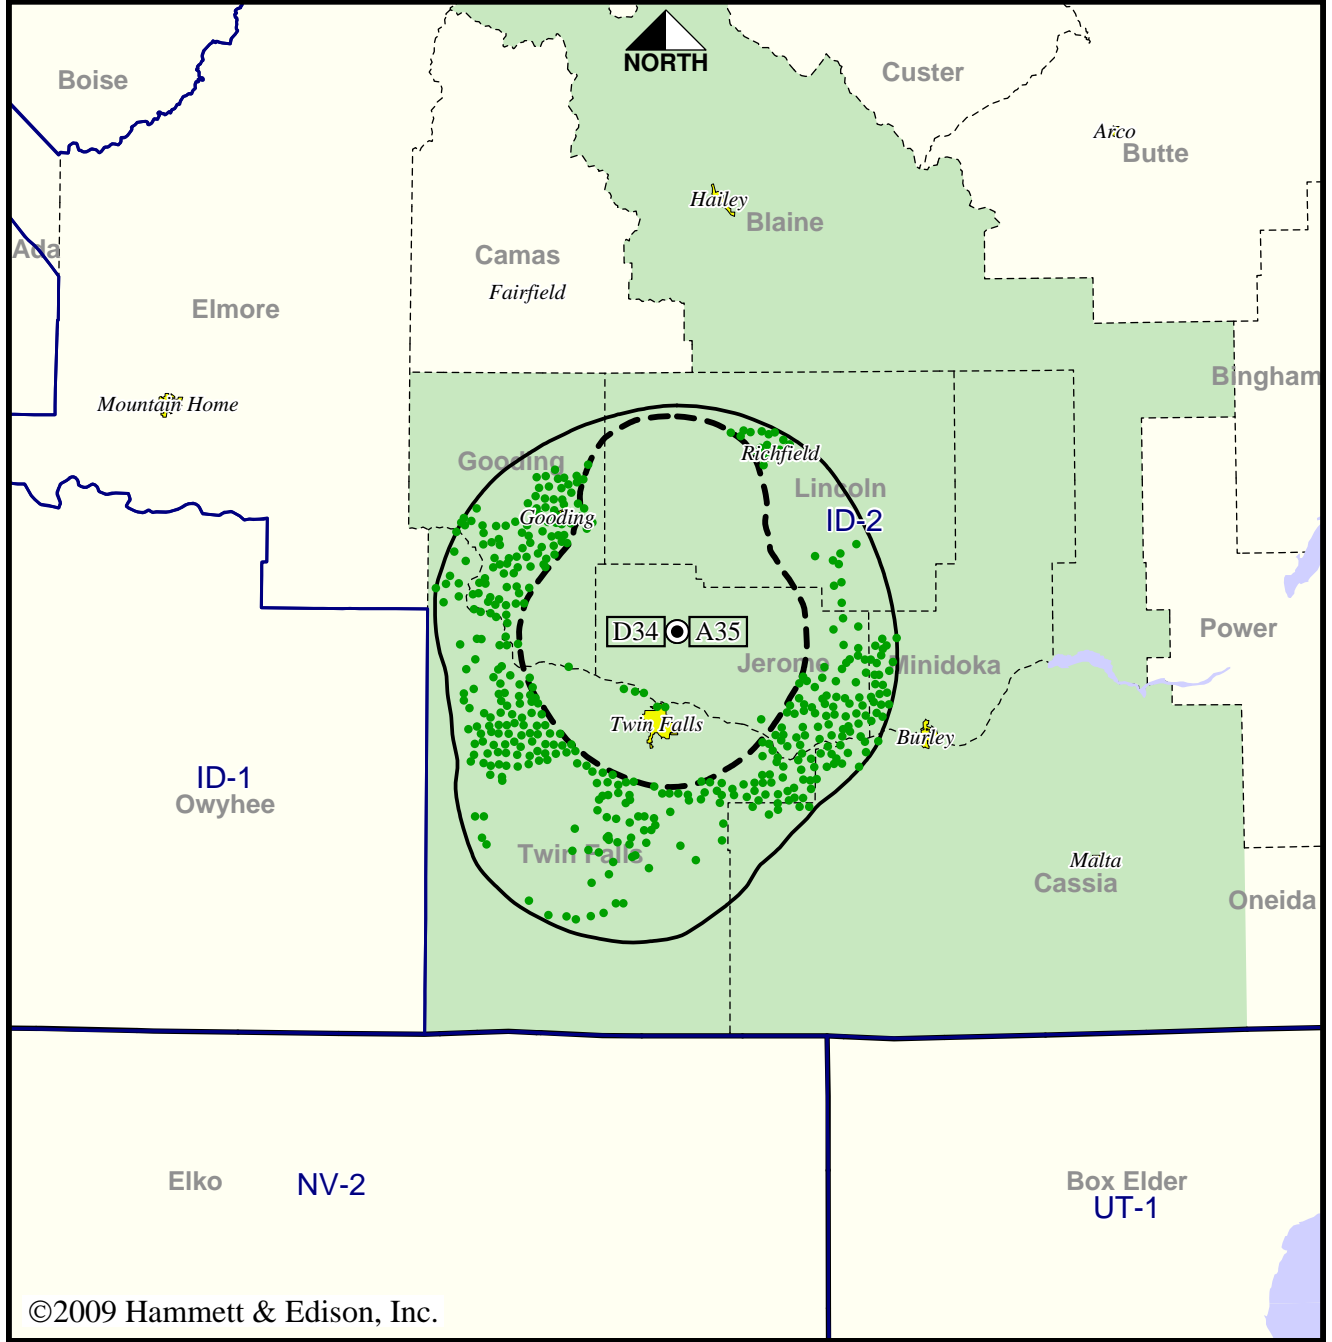 NORTH
Boise
Custer
Arco
Butte
Hailey
Blaine
Ada
Camas
Fairfield
Elmore
Bingham
Mountain Home
Richfield
Gooding
Lincoln
Gooding
ID-2
D34
A35
Power
Jerome
Minidoka
Twin Falls
Burley
ID-1
Owyhee
Twin Falls
Malta
Cassia
Oneida
Elko
NV-2
Box Elder
UT-1
©2009 Hammett & Edison, Inc.